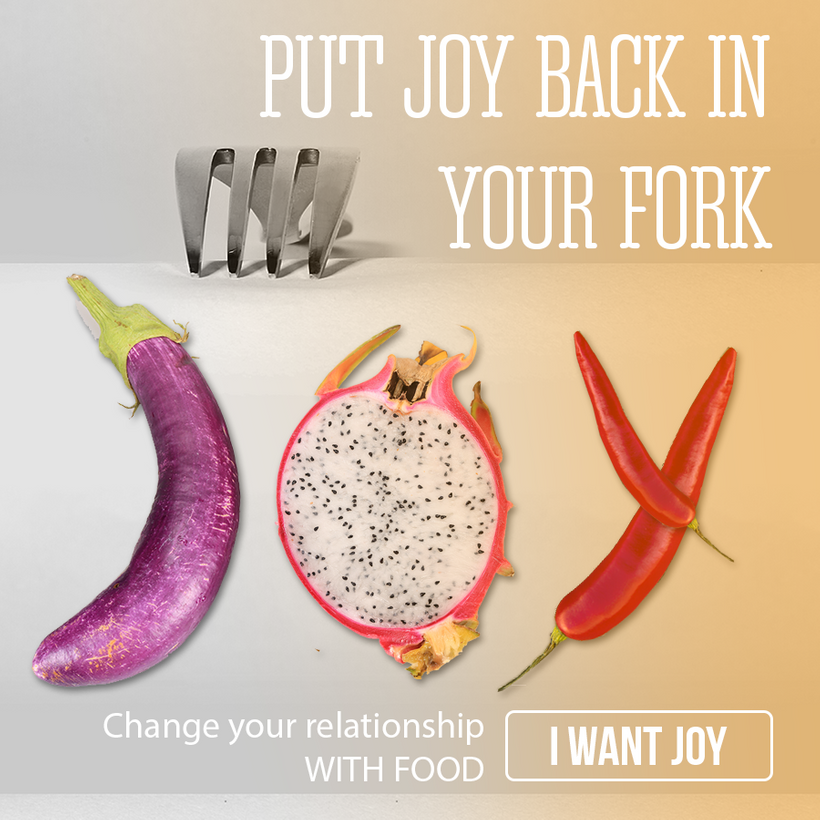 PUT JOY BACK IN
YOUR FORK
Change your relationship
WITH FOOD
I WANT JOY